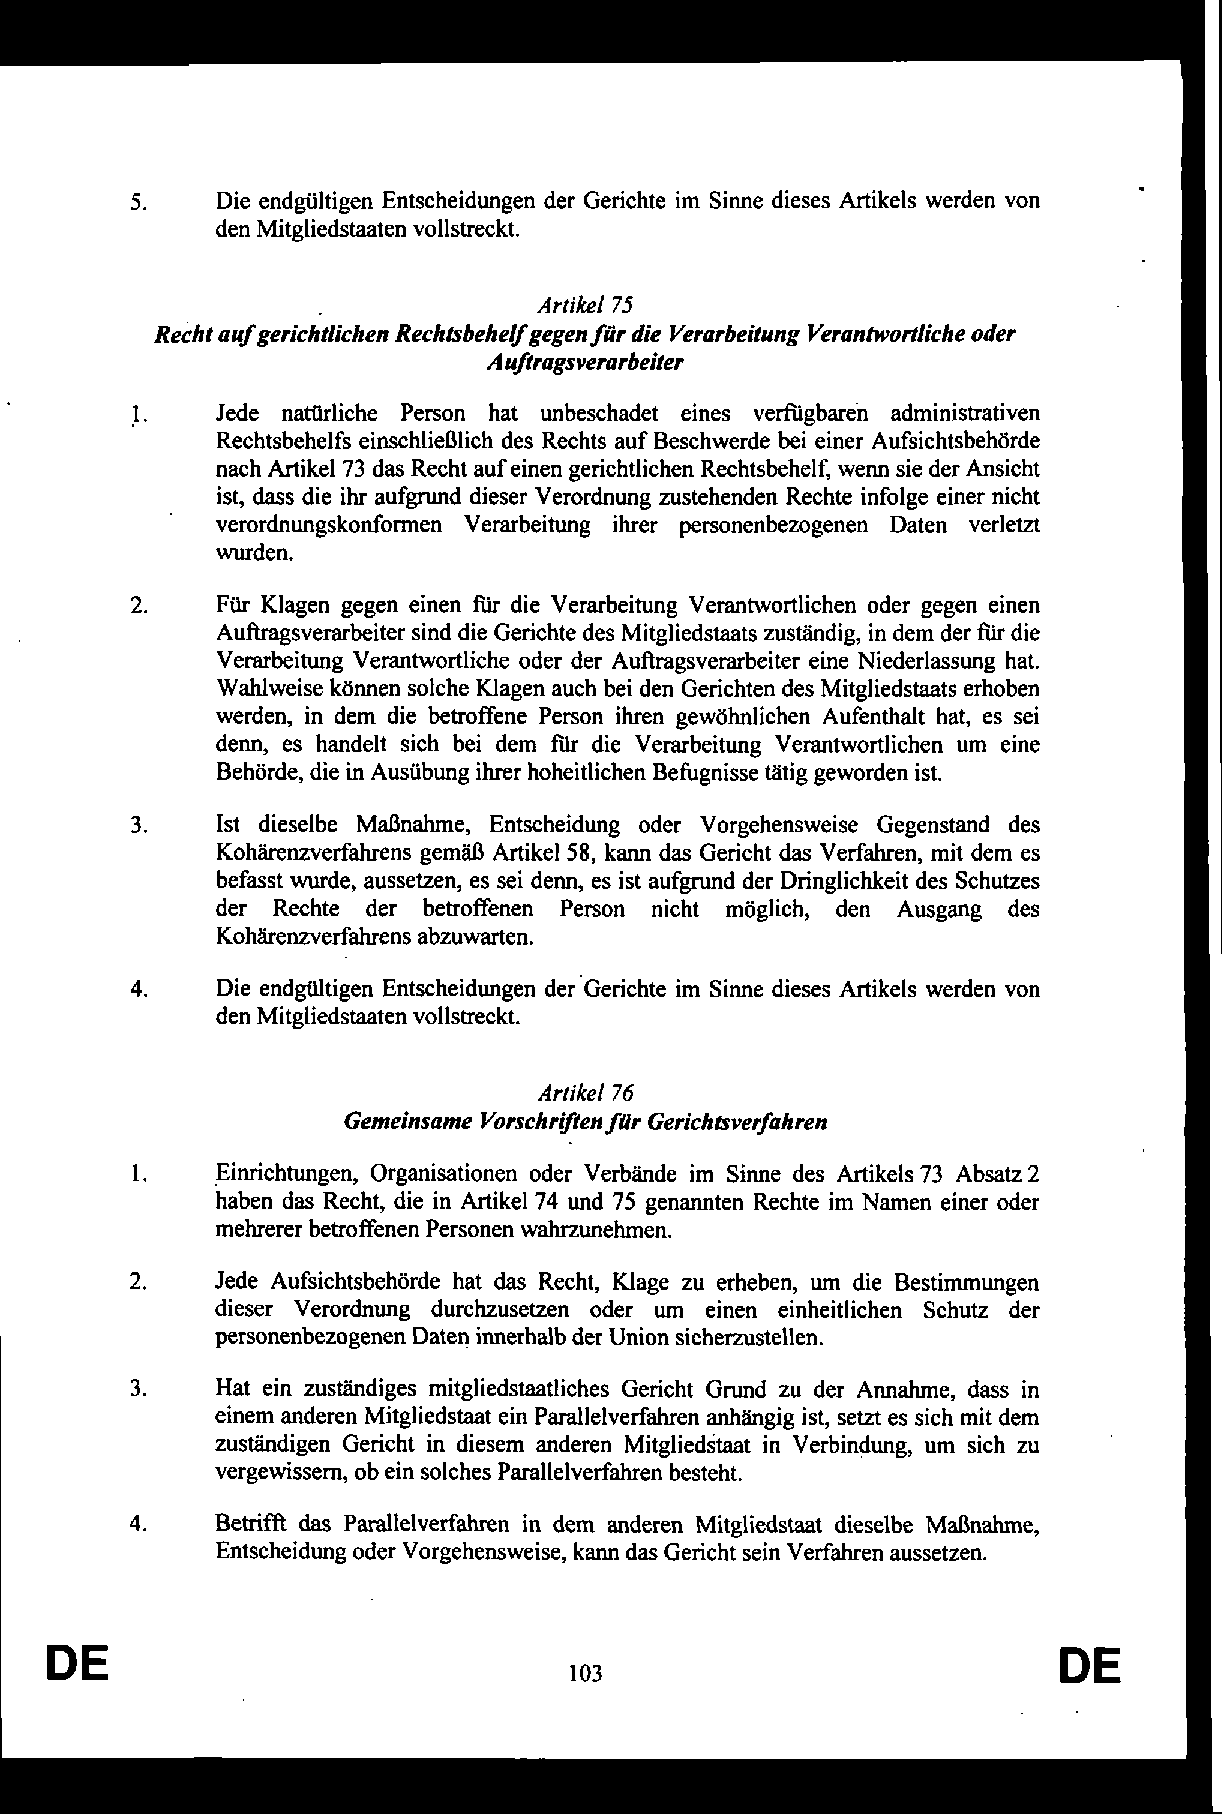 5. Die endgültigen Entscheidungen der Gerichte im Sinne dieses Artikels werden von
den Mitgliedstaaten vollstreckt.
Artikel 75
Recht auf gerichtlichen Rechtsbehelf gegen für die Verarbeitung Verantwortliche oder
Auftragsverarbeiter
1. Jede natürliche Person hat unbeschadet eines verfügbaren administrativen
Rechtsbehelfs einschließlich des Rechts auf Beschwerde bei einer Aufsichtsbehörde
nach Artikel 73 das Recht auf einen gerichtlichen Rechtsbehelf, wenn sie der Ansicht
ist, dass die ihr aufgrund dieser Verordnung zustehenden Rechte infolge einer nicht
verordnungskonformen Verarbeitung ihrer personenbezogenen Daten verletzt
wurden.
2. Für Klagen gegen einen für die Verarbeitung Verantwortlichen oder gegen einen
Auftragsverarbeiter sind die Gerichte des Mitgliedstaats zuständig, in dem der für die
Verarbeitung Verantwortliche oder der Auftragsverarbeiter eine Niederlassung hat.
Wahlweise können solche Klagen auch bei den Gerichten des Mitgliedstaats erhoben
werden, in dem die betroffene Person ihren gewöhnlichen Aufenthalt hat, es sei
denn, es handelt sich bei dem für die Verarbeitung Verantwortlichen um eine
Behörde, die in Ausübung ihrer hoheitlichen Befugnisse tätig geworden ist.
3. Ist dieselbe Maßnahme, Entscheidung oder Vorgehensweise Gegenstand des
Kohärenzverfahrens gemäß Artikel 58, kann das Gericht das Verfahren, mit dem es
befasst wurde, aussetzen, es sei denn, es ist aufgrund der Dringlichkeit des Schutzes
der Rechte der betroffenen Person nicht möglich, den Ausgang des
Kohärenzverfahrens abzuwarten.
4. Die endgültigen Entscheidungen der Gerichte im Sinne dieses Artikels werden von
den Mitgliedstaaten vollstreckt.
Artikel 76
Gemeinsame Vorschriften für Gerichtsverfahren
1. Einrichtungen, Organisationen oder Verbände im Sinne des Artikels 73 Absatz 2
haben das Recht, die in Artikel 74 und 75 genannten Rechte im Namen einer oder
mehrerer betroffenen Personen wahrzunehmen.
2. Jede Aufsichtsbehörde hat das Recht, Klage zu erheben, um die Bestimmungen
dieser Verordnung durchzusetzen oder um einen einheitlichen Schutz der
personenbezogenen Daten innerhalb der Union sicherzustellen.
3. Hat ein zuständiges mitgliedstaatliches Gericht Grund zu der Annahme, dass in
einem anderen Mitgliedstaat ein Parallelverfahren anhängig ist, setzt es sich mit dem
zuständigen Gericht in diesem anderen Mitgliedstaat in Verbindung, um sich zu
vergewissern, ob ein solches Parallelverfahren besteht.
4. Betrifft das Parallelverfahren in dem anderen Mitgliedstaat dieselbe Maßnahme,
Entscheidung oder Vorgehensweise, kann das Gericht sein Verfahren aussetzen.
DE 103 DE